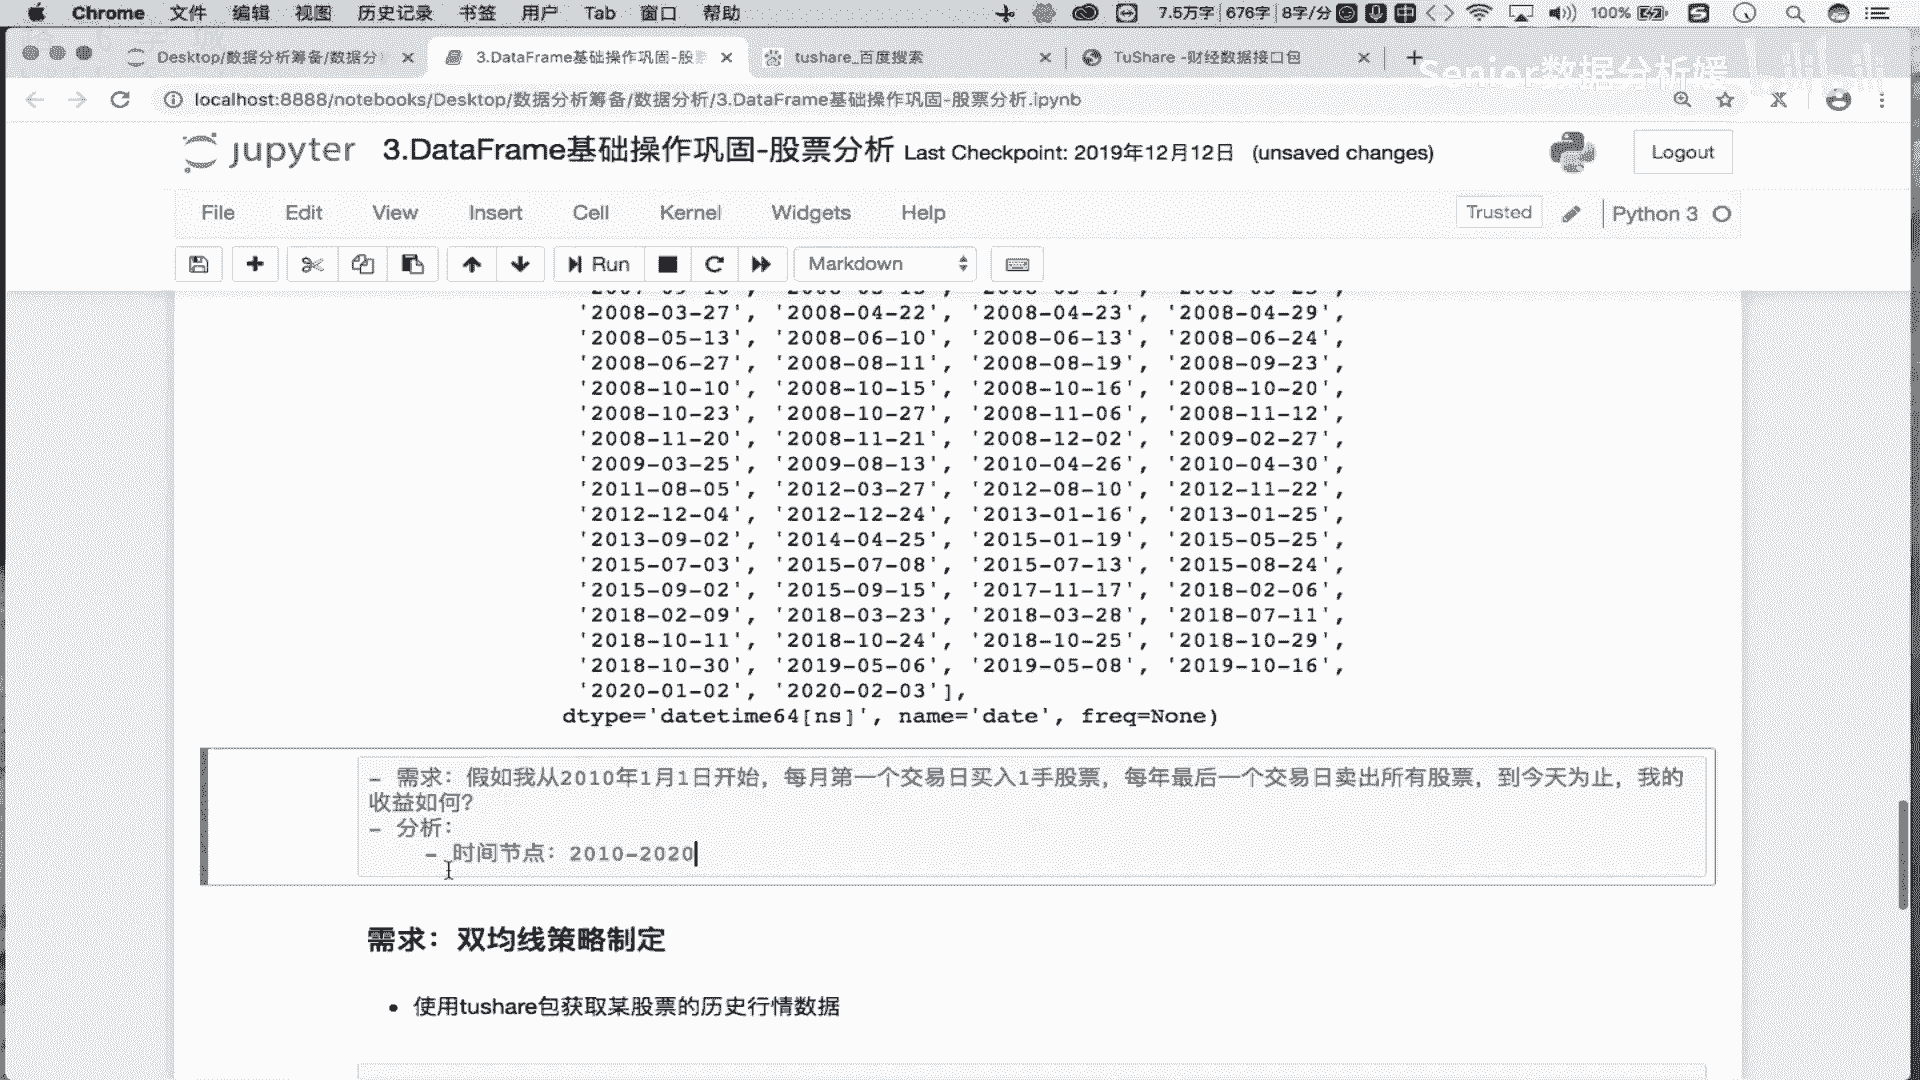 Chrome 文件 编辑 视图 历史记录 书签 用户 Tab 窗口 帮助 7.5万字 676字 8字/分 100%
Desktop/数据分析筹备/数据分 3.DataFrame基础操作巩固-股 tushare_百度搜索 TuShare -财经数据接口包
Senior数据分析媛 bilibili
localhost:8888/notebooks/Desktop/数据分析筹备/数据分析/3.DataFrame基础操作巩固-股票分析.ipynb
jupyter 3.DataFrame基础操作巩固-股票分析 Last Checkpoint: 2019年12月12日 (unsaved changes) Logout
File Edit View Insert Cell Kernel Widgets Help Trusted Python 3
Run Markdown
'2008-03-27', '2008-04-22', '2008-04-23', '2008-04-29',
'2008-05-13', '2008-06-10', '2008-06-13', '2008-06-24',
'2008-06-27', '2008-08-11', '2008-08-19', '2008-09-23',
'2008-10-10', '2008-10-15', '2008-10-16', '2008-10-20',
'2008-10-23', '2008-10-27', '2008-11-06', '2008-11-12',
'2008-11-20', '2008-11-21', '2008-12-02', '2009-02-27',
'2009-03-25', '2009-08-13', '2010-04-26', '2010-04-30',
'2011-08-05', '2012-03-27', '2012-08-10', '2012-11-22',
'2012-12-04', '2012-12-24', '2013-01-16', '2013-01-25',
'2013-09-02', '2014-04-25', '2015-01-19', '2015-05-25',
'2015-07-03', '2015-07-08', '2015-07-13', '2015-08-24',
'2015-09-02', '2015-09-15', '2017-11-17', '2018-02-06',
'2018-02-09', '2018-03-23', '2018-03-28', '2018-07-11',
'2018-10-11', '2018-10-24', '2018-10-25', '2018-10-29',
'2018-10-30', '2019-05-06', '2019-05-08', '2019-10-16',
'2020-01-02', '2020-02-03'],
dtype='datetime64[ns]', name='date', freq=None)
- 需求：假如我从2010年1月1日开始，每月第一个交易日买入1手股票，每年最后一个交易日卖出所有股票，到今天为止，我的
收益如何？
- 分析：
- 时间节点：2010-2020
需求：双均线策略制定
• 使用tushare包获取某股票的历史行情数据